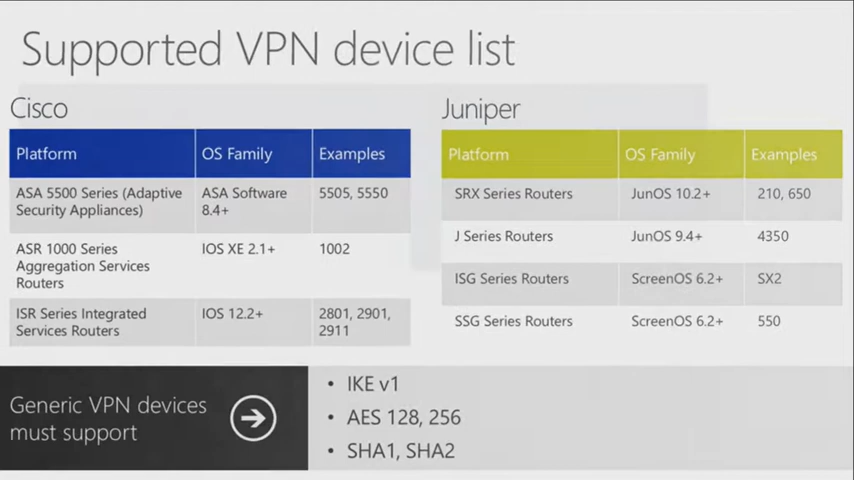 Supported VPN device list
Cisco
Platform OS Family Examples
ASA 5500 Series (Adaptive
Security Appliances)
ASA Software
8.4+
5505, 5550
ASR 1000 Series
Aggregation Services
Routers
IOS XE 2.1+
1002
ISR Series Integrated
Services Routers
IOS 12.2+
2801, 2901,
2911
Juniper
Platform OS Family Examples
SRX Series Routers JunOS 10.2+ 210, 650
J Series Routers JunOS 9.4+ 4350
ISG Series Routers ScreenOS 6.2+ SX2
SSG Series Routers ScreenOS 6.2+ 550
Generic VPN devices
must support
• IKE v1
• AES 128, 256
• SHA1, SHA2